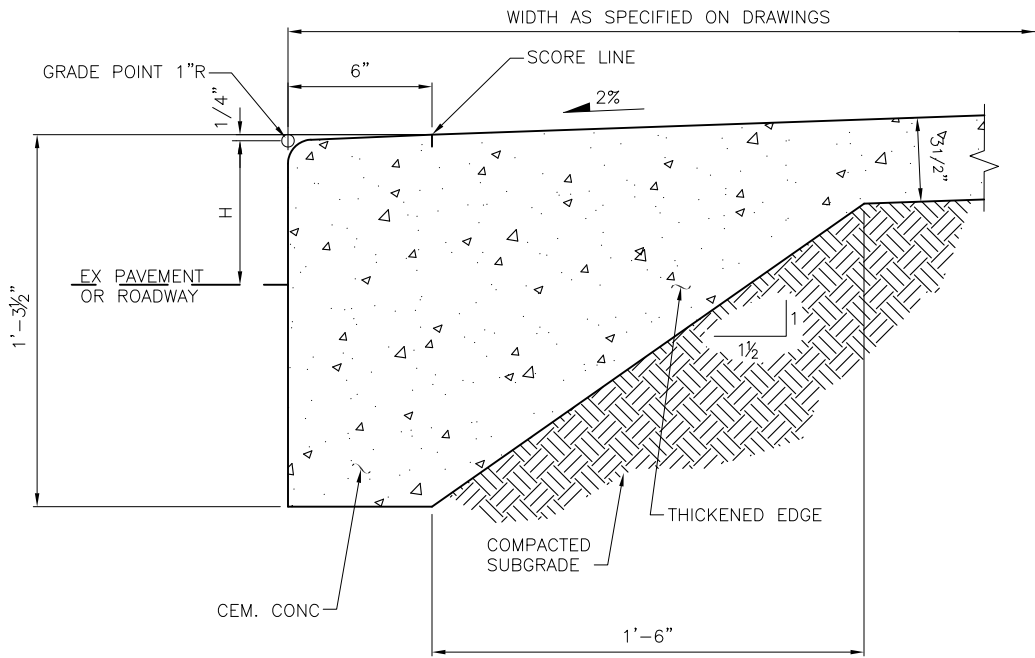 WIDTH AS SPECIFIED ON DRAWINGS
GRADE POINT 1"R
6"
SCORE LINE
1/4"
2%
3 1/2"
H
EX PAVEMENT
OR ROADWAY
1'-3½"
1
1½
THICKENED EDGE
COMPACTED
SUBGRADE
CEM. CONC
1'-6"